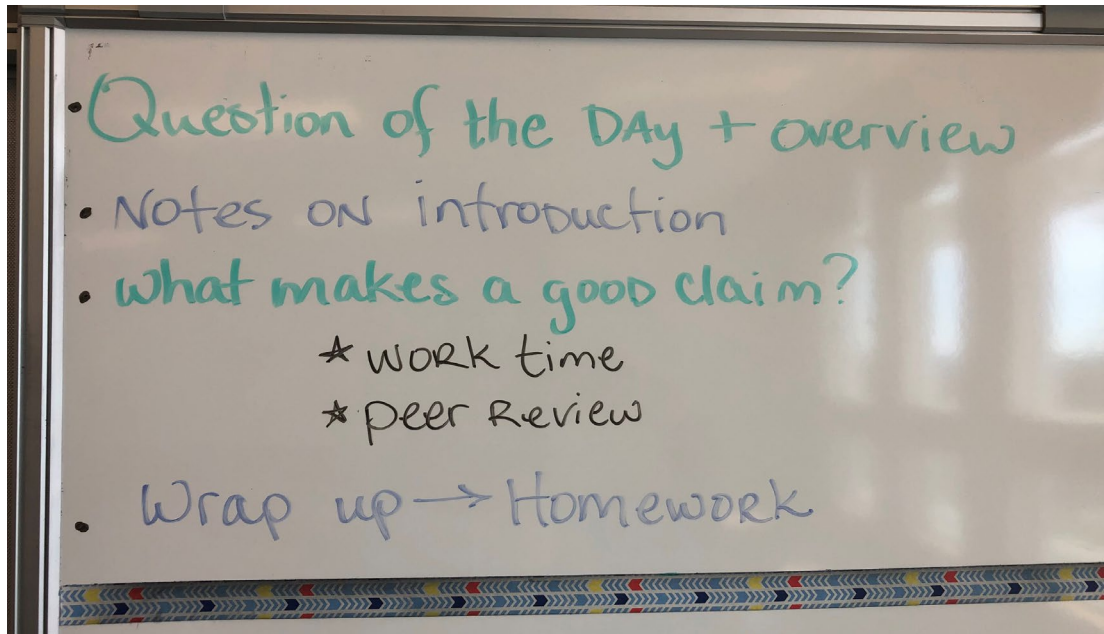 • Question of the DAy + overview
• Notes ON introduction
• what makes a good claim?
* work time
* peer Review
• Wrap up → Homework